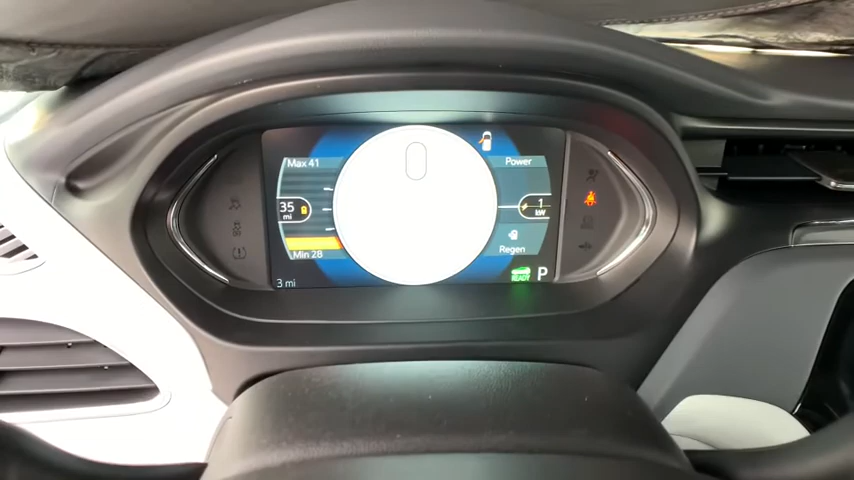 Max 41
Power
35
mi
1
kW
Min 28
Regen
3 mi
READY
P